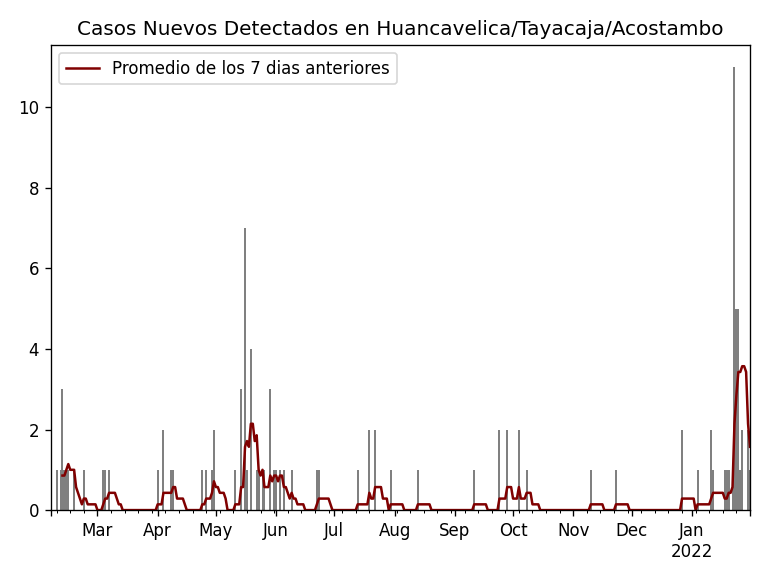 Casos Nuevos Detectados en Huancavelica/Tayacaja/Acostambo
Promedio de los 7 dias anteriores
10
8
6
4
2
0
Mar Apr May Jun Jul Aug Sep Oct Nov Dec Jan
2022